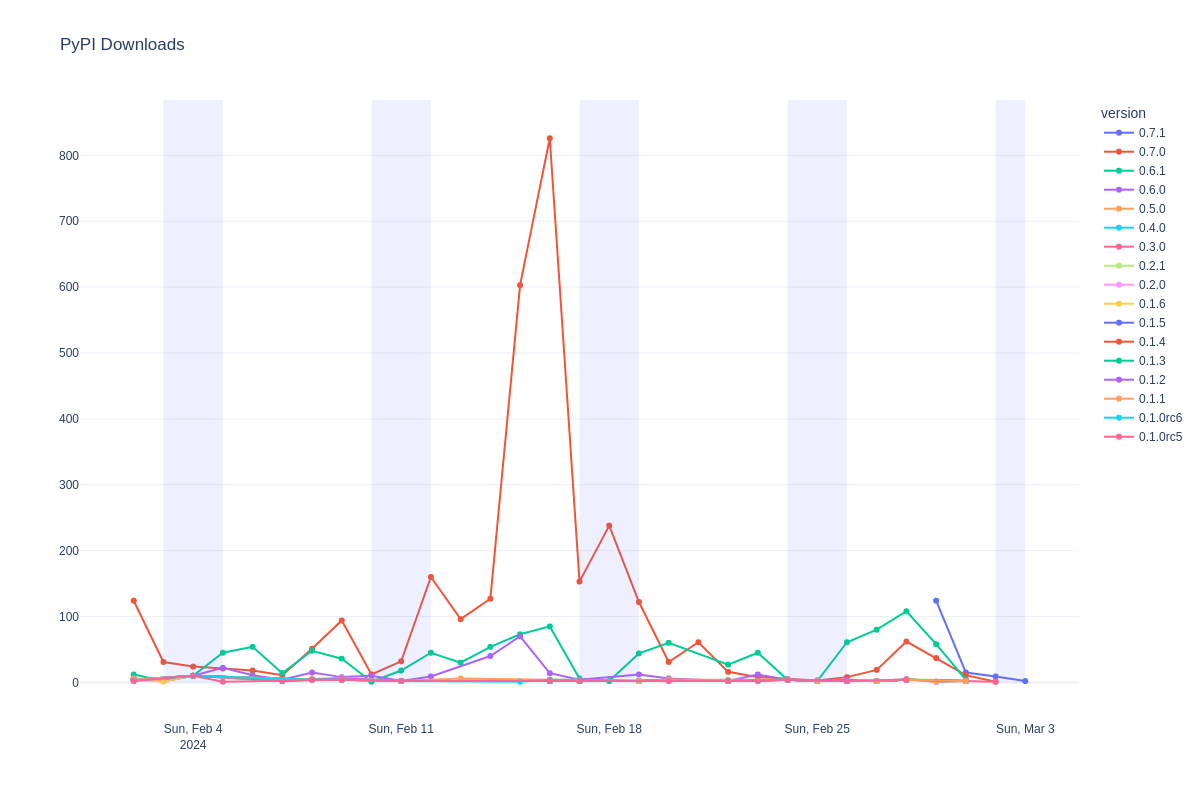 PyPI Downloads
version
0.7.1
0.7.0
0.6.1
0.6.0
0.5.0
0.4.0
0.3.0
0.2.1
0.2.0
0.1.6
0.1.5
0.1.4
0.1.3
0.1.2
0.1.1
0.1.0rc6
0.1.0rc5
800
700
600
500
400
300
200
100
0
Sun, Feb 4
2024
Sun, Feb 11
Sun, Feb 18
Sun, Feb 25
Sun, Mar 3